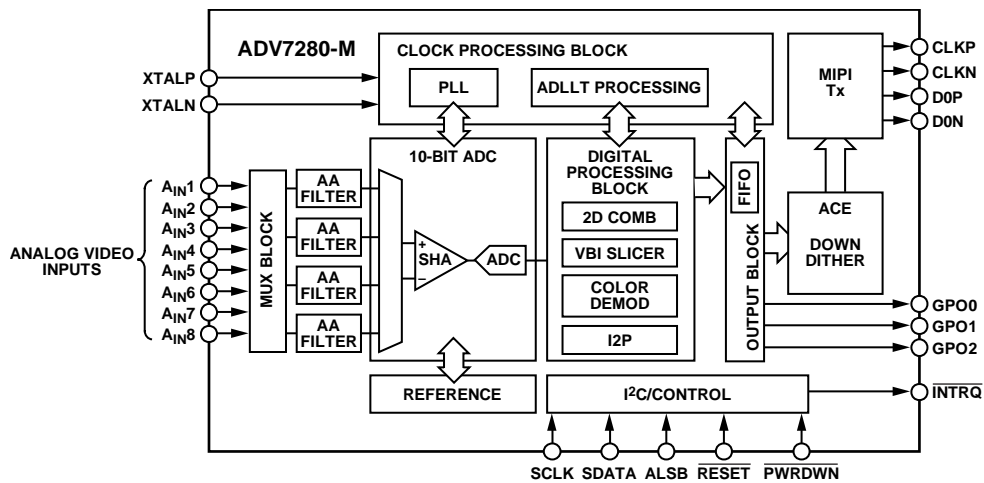 ADV7280-M
CLOCK PROCESSING BLOCK
PLL
ADLLT PROCESSING
XTALP
XTALN
MIPI
Tx
CLKP
CLKN
D0P
D0N
10-BIT ADC
DIGITAL
PROCESSING
BLOCK
2D COMB
VBI SLICER
COLOR
DEMOD
I2P
FIFO
OUTPUT BLOCK
ACE
DOWN
DITHER
ANALOG VIDEO
INPUTS
AIN1
AIN2
AIN3
AIN4
AIN5
AIN6
AIN7
AIN8
MUX BLOCK
AA
FILTER
AA
FILTER
AA
FILTER
AA
FILTER
+
SHA
–
ADC
GPO0
GPO1
GPO2
REFERENCE
I2C/CONTROL
INTRQ
SCLK
SDATA
ALSB
RESET
PWRDWN